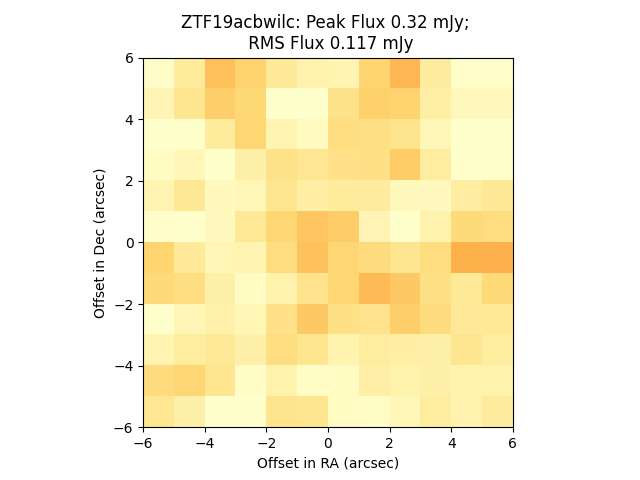 ZTF19acbwilc: Peak Flux 0.32 mJy;
RMS Flux 0.117 mJy
6
4
2
0
−2
−4
−6
Offset in Dec (arcsec)
−6 −4 −2 0 2 4 6
Offset in RA (arcsec)